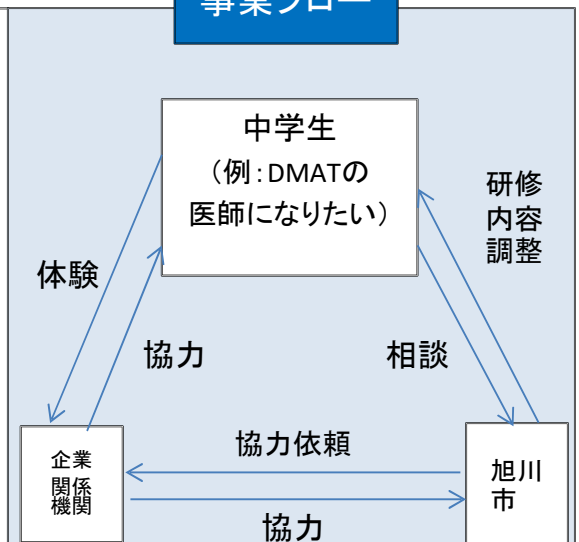 事業フロー
中学生
（例：DMATの
医師になりたい）
研修
内容
調整
体験
協力
相談
企業
関係
機関
協力依頼
旭川
市
協力